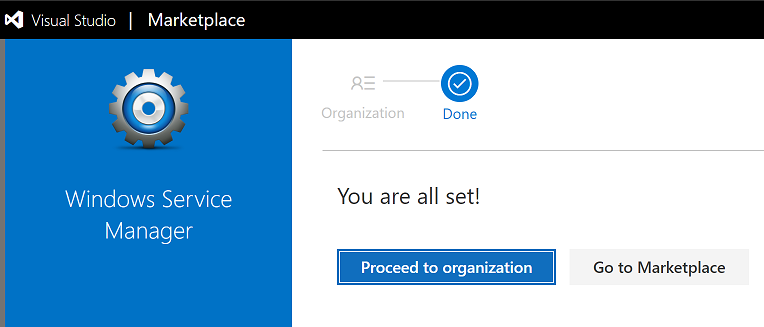 Visual Studio | Marketplace
Organization
Done
Windows Service
Manager
You are all set!
Proceed to organization
Go to Marketplace